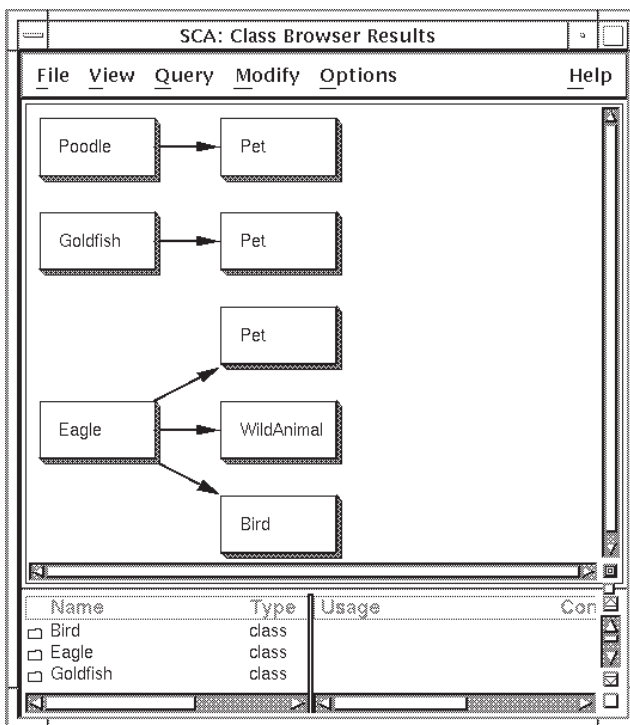 SCA: Class Browser Results
File View Query Modify Options Help
Poodle Pet
Goldfish Pet
Pet
Eagle WildAnimal
Bird
Name Type Usage Con
Bird class
Eagle class
Goldfish class